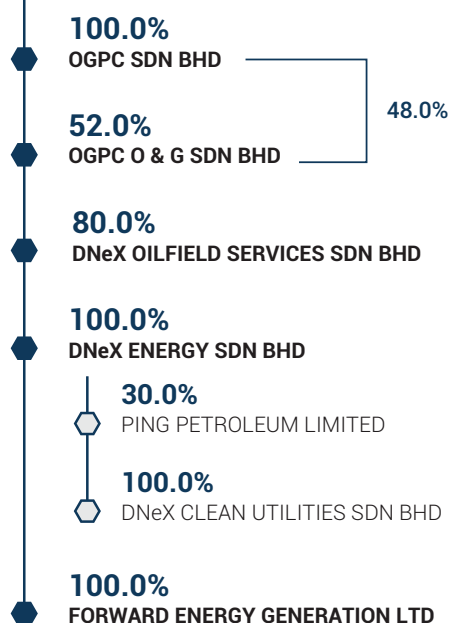 100.0%
OGPC SDN BHD
48.0%
52.0%
OGPC O & G SDN BHD
80.0%
DNeX OILFIELD SERVICES SDN BHD
100.0%
DNeX ENERGY SDN BHD
30.0%
PING PETROLEUM LIMITED
100.0%
DNeX CLEAN UTILITIES SDN BHD
100.0%
FORWARD ENERGY GENERATION LTD